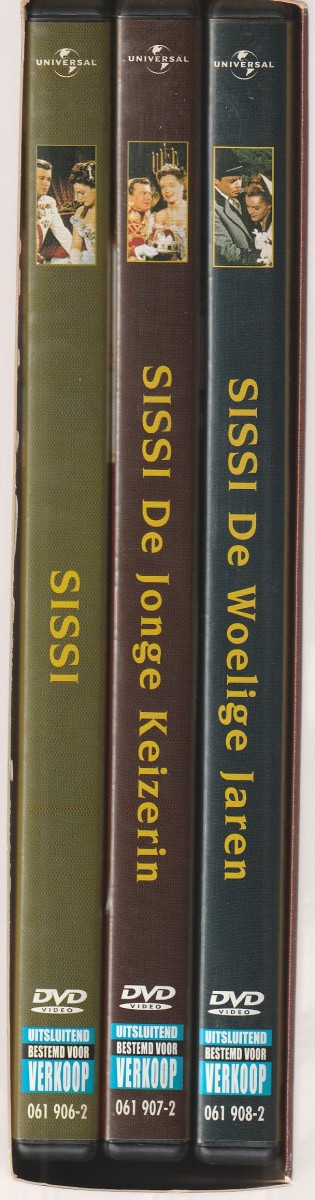 UNIVERSAL
SISSI
DVD
VIDEO
UITSLUITEND
BESTEMD VOOR
VERKOOP
061 906-2
UNIVERSAL
SISSI De Jonge Keizerin
DVD
VIDEO
UITSLUITEND
BESTEMD VOOR
VERKOOP
061 907-2
UNIVERSAL
SISSI De Woelige Jaren
DVD
VIDEO
UITSLUITEND
BESTEMD VOOR
VERKOOP
061 908-2